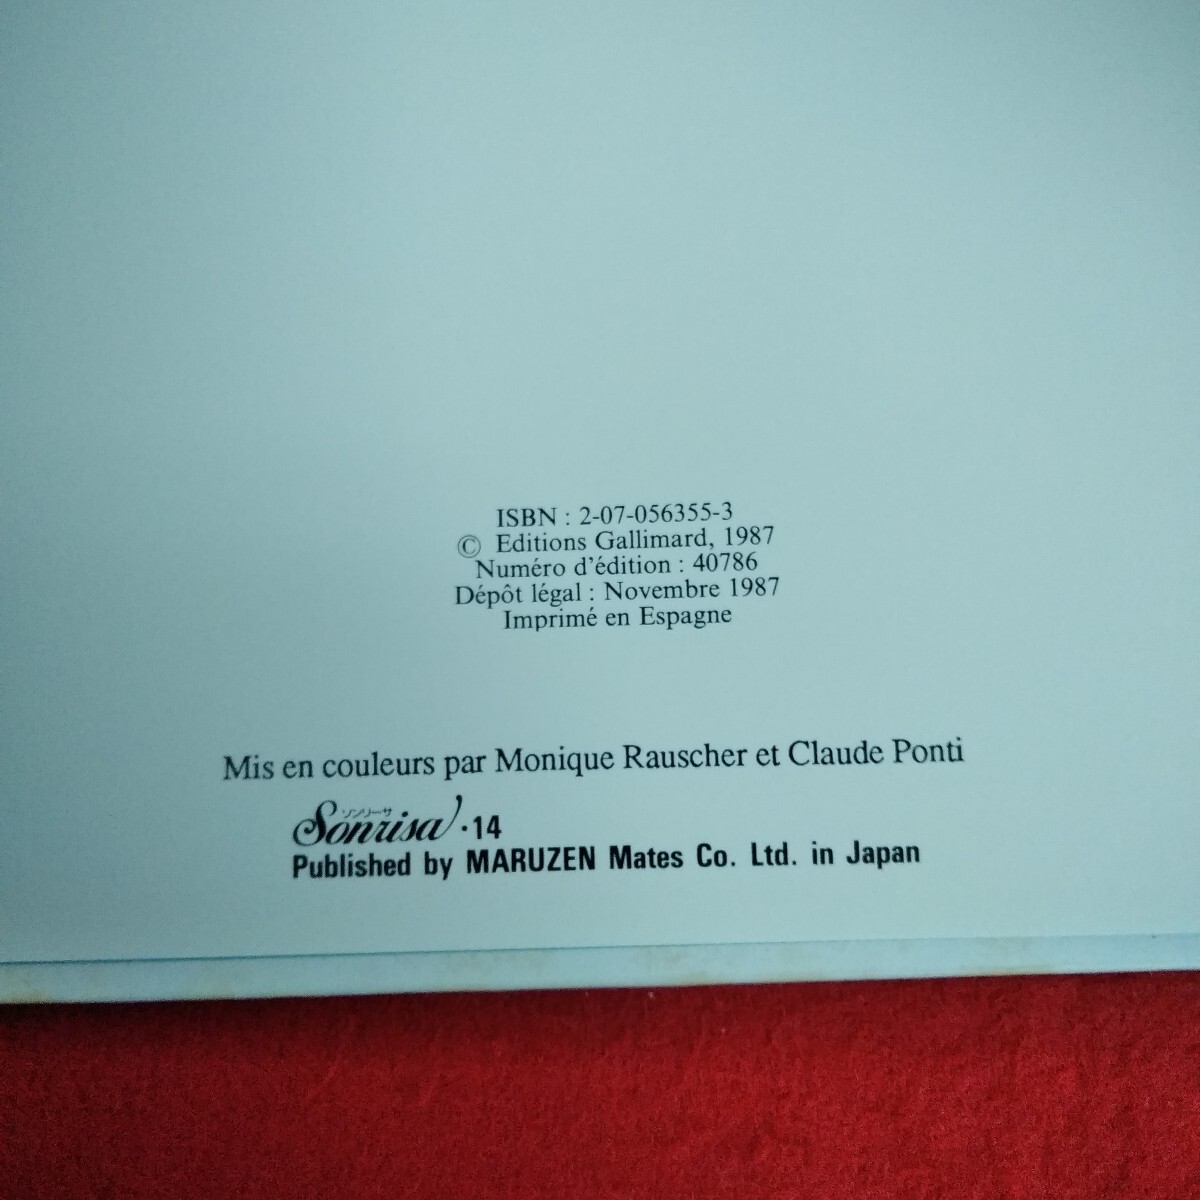 ISBN : 2-07-056355-3
© Editions Gallimard, 1987
Numéro d'édition : 40786
Dépôt légal : Novembre 1987
Imprimé en Espagne
Mis en couleurs par Monique Rauscher et Claude Ponti
ソンリーサ
Sonrisa · 14
Published by MARUZEN Mates Co. Ltd. in Japan